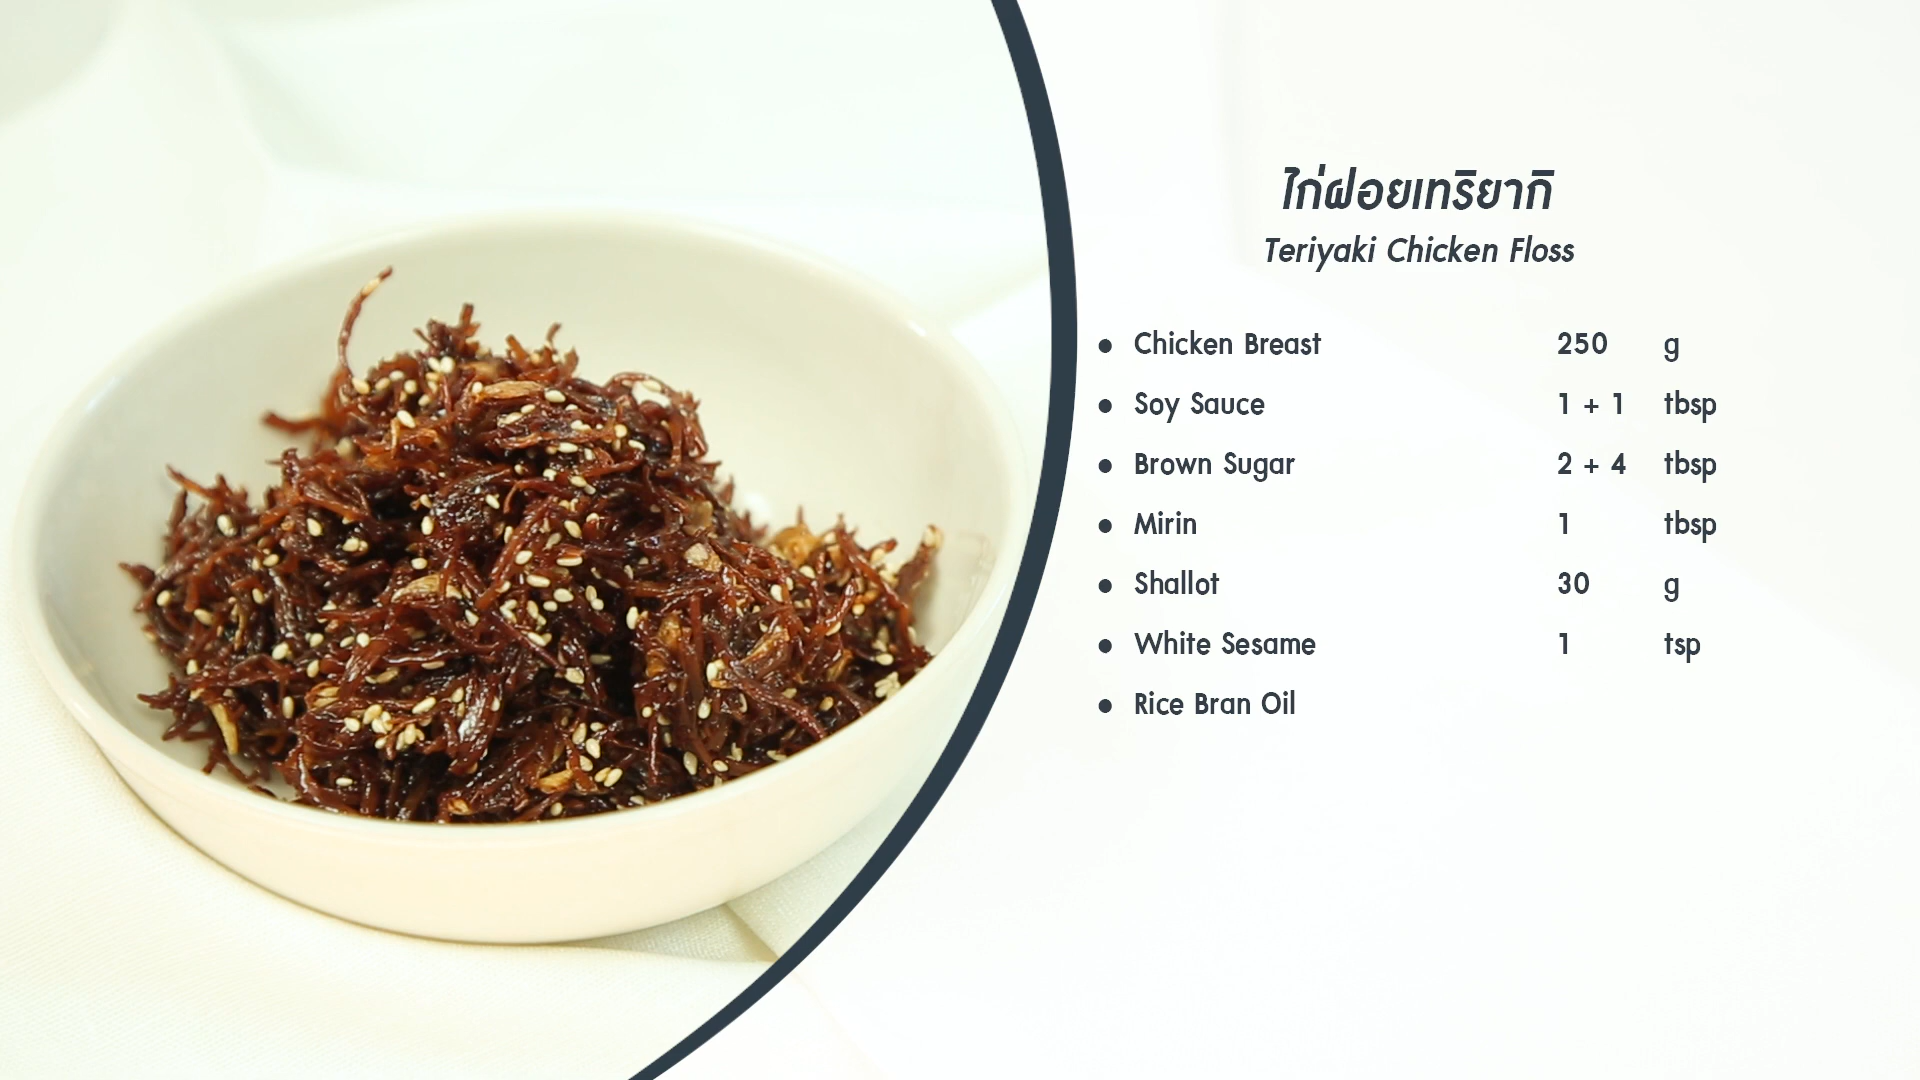 ไก่ฝอยเทริยากิ
Teriyaki Chicken Floss
• Chicken Breast 250 g
• Soy Sauce 1 + 1 tbsp
• Brown Sugar 2 + 4 tbsp
• Mirin 1 tbsp
• Shallot 30 g
• White Sesame 1 tsp
• Rice Bran Oil